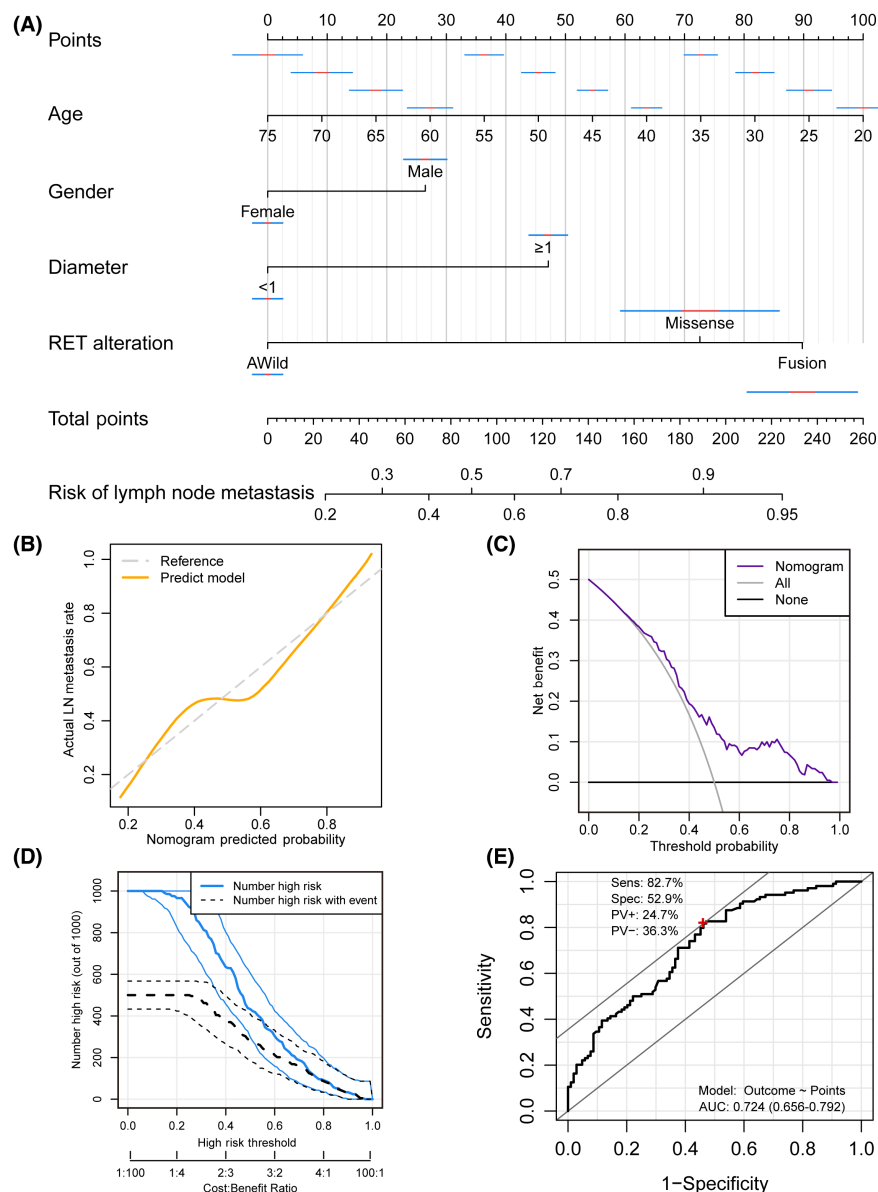 (A)
0 10 20 30 40 50 60 70 80 90 100
Points
Age
75 70 65 60 55 50 45 40 35 30 25 20
Male
Gender
Female
≥1
Diameter
<1
Missense
RET alteration
AWild Fusion
Total points
0 20 40 60 80 100 120 140 160 180 200 220 240 260
0.3 0.5 0.7 0.9
Risk of lymph node metastasis
0.2 0.4 0.6 0.8 0.95
(B)
Reference
Predict model
Actual LN metastasis rate
1.0
0.8
0.6
0.4
0.2
0.2 0.4 0.6 0.8
Nomogram predicted probability
(C)
Nomogram
All
None
Net benefit
0.5
0.4
0.3
0.2
0.1
0.0
0.0 0.2 0.4 0.6 0.8 1.0
Threshold probability
(D)
Number high risk
Number high risk with event
Number high risk (out of 1000)
1000
800
600
400
200
0
0.0 0.2 0.4 0.6 0.8 1.0
High risk threshold
1:100 1:4 2:3 3:2 4:1 100:1
Cost:Benefit Ratio
(E)
Sens: 82.7%
Spec: 52.9%
PV+: 24.7%
PV−: 36.3%
Sensitivity
1.0
0.8
0.6
0.4
0.2
0.0
Model: Outcome ~ Points
AUC: 0.724 (0.656-0.792)
0.0 0.2 0.4 0.6 0.8 1.0
1−Specificity